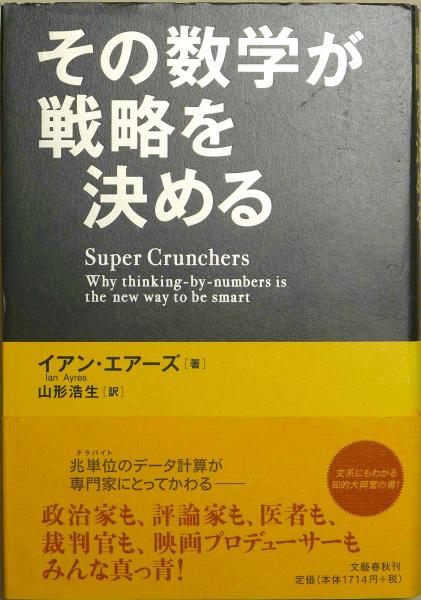 その数学が
戦略を
決める
Super Crunchers
Why thinking-by-numbers is
the new way to be smart
イアン・エアーズ[著]
Ian Ayres
山形浩生[訳]
テラバイト
兆単位のデータ計算が
専門家にとってかわる——
政治家も、評論家も、医者も、
裁判官も、映画プロデューサーも
みんな真っ青!
文系にもわかる
知的大興奮の書!
文藝春秋刊
定価(本体1714円+税)